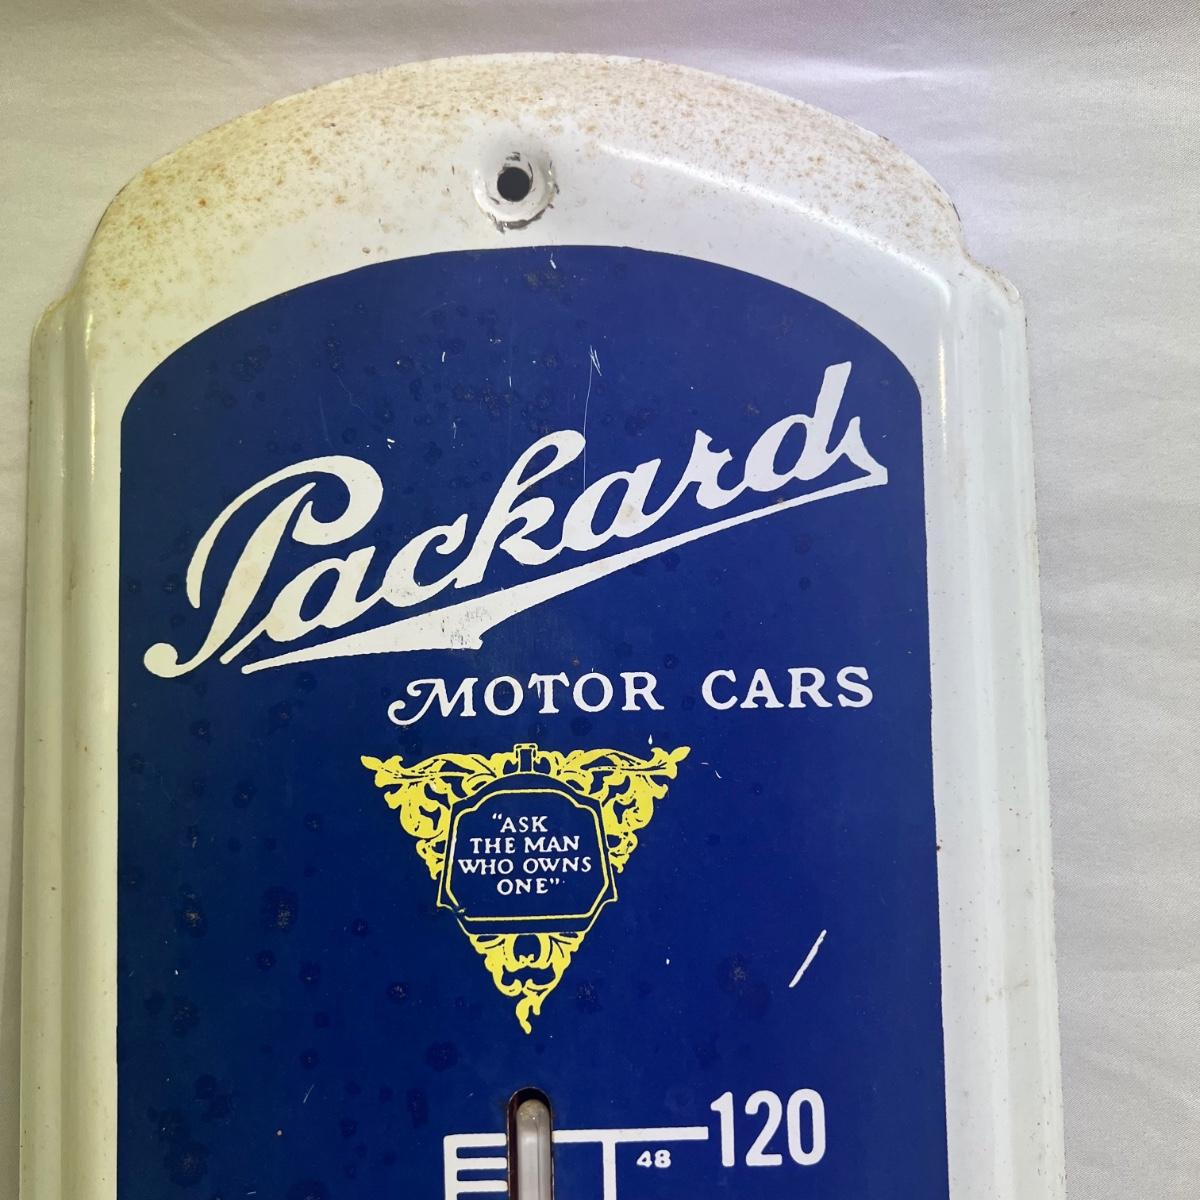 Packard
MOTOR CARS
"ASK
THE MAN
WHO OWNS
ONE"
120
48